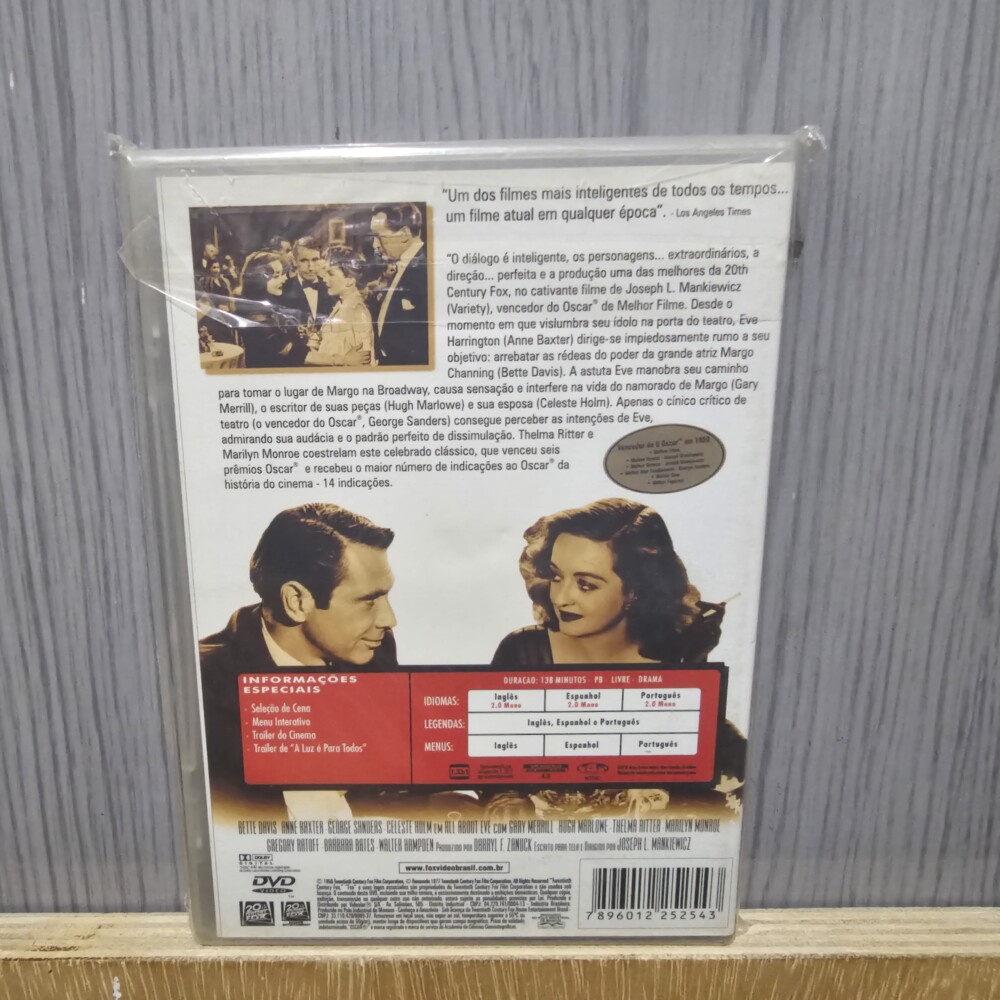 "Um dos filmes mais inteligentes de todos os tempos...
um filme atual em qualquer época". - Los Angeles Times
"O diálogo é inteligente, os personagens... extraordinários, a
direção... perfeita e a produção uma das melhores da 20th
Century Fox, no cativante filme de Joseph L. Mankiewicz
(Variety), vencedor do Oscar® de Melhor Filme. Desde o
momento em que vislumbra seu ídolo na porta do teatro, Eve
Harrington (Anne Baxter) dirige-se impiedosamente rumo a seu
objetivo: arrebatar as rédeas do poder da grande atriz Margo
Channing (Bette Davis). A astuta Eve manobra seu caminho
para tomar o lugar de Margo na Broadway, causa sensação e interfere na vida do namorado de Margo (Gary
Merrill), o escritor de suas peças (Hugh Marlowe) e sua esposa (Celeste Holm). Apenas o cínico crítico de
teatro (o vencedor do Oscar®, George Sanders) consegue perceber as intenções de Eve,
admirando sua audácia e o padrão perfeito de dissimulação. Thelma Ritter e
Marilyn Monroe coestrelam este celebrado clássico, que venceu seis
prêmios Oscar® e recebeu o maior número de indicações ao Oscar® da
história do cinema - 14 indicações.
Vencedor de 6 Oscar® em 1950
INFORMAÇÕES
ESPECIAIS
- Seleção de Cena
- Menu Interativo
- Trailer do Cinema
- Trailer de "A Luz é Para Todos"
DURAÇÃO: 138 MINUTOS - PB - LIVRE - DRAMA
IDIOMAS: Inglês 2.0 Mono Espanhol 2.0 Mono Português 2.0 Mono
LEGENDAS: Inglês, Espanhol e Português
MENUS: Inglês Espanhol Português
BETTE DAVIS · ANNE BAXTER · GEORGE SANDERS · CELESTE HOLM EM ALL ABOUT EVE COM GARY MERRILL · HUGH MARLOWE · THELMA RITTER · MARILYN MONROE
GREGORY RATOFF · BARBARA BATES · WALTER HAMPDEN PRODUZIDO POR DARRYL F. ZANUCK ESCRITO PARA TELA E DIRIGIDO POR JOSEPH L. MANKIEWICZ
DOLBY
DIGITAL
www.foxvideobrasil.com.br
DVD
VIDEO
7896012 252543